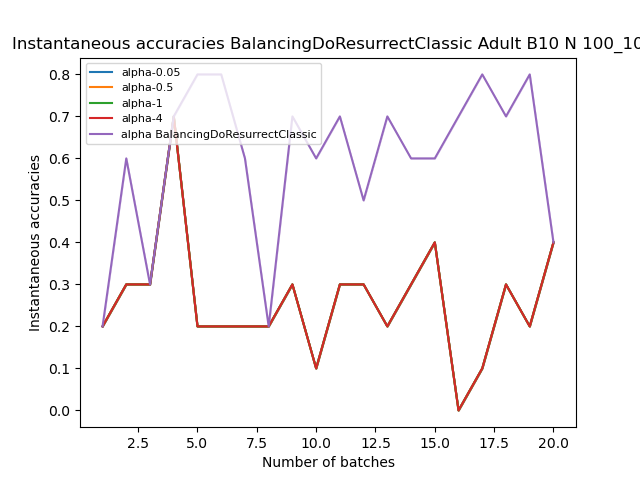 Instantaneous accuracies BalancingDoResurrectClassic Adult B10 N 100_10
alpha-0.05
alpha-0.5
alpha-1
alpha-4
alpha BalancingDoResurrectClassic
0.8
0.7
0.6
0.5
0.4
0.3
0.2
0.1
0.0
Instantaneous accuracies
2.5 5.0 7.5 10.0 12.5 15.0 17.5 20.0
Number of batches